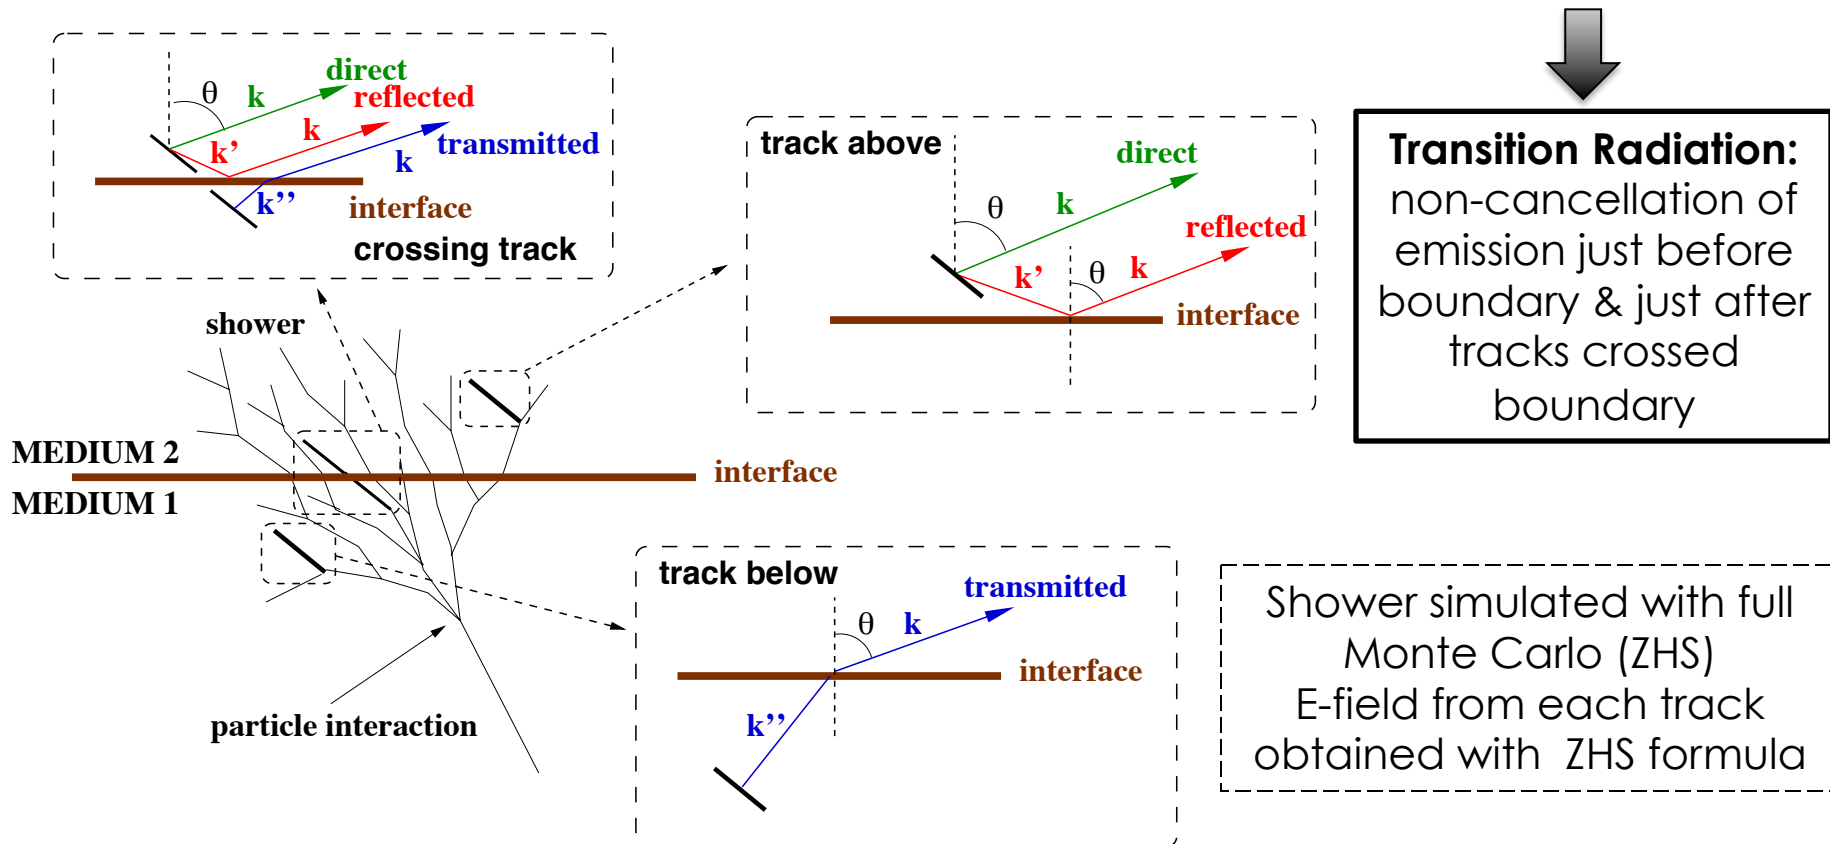 direct
θ
k
reflected
k
k'
transmitted
k
k''
interface
crossing track
track above
direct
θ
k
reflected
k'
θ
k
interface
Transition Radiation:
non-cancellation of
emission just before
boundary & just after
tracks crossed
boundary
shower
MEDIUM 2
interface
MEDIUM 1
particle interaction
track below
transmitted
θ
k
interface
k''
Shower simulated with full
Monte Carlo (ZHS)
E-field from each track
obtained with ZHS formula